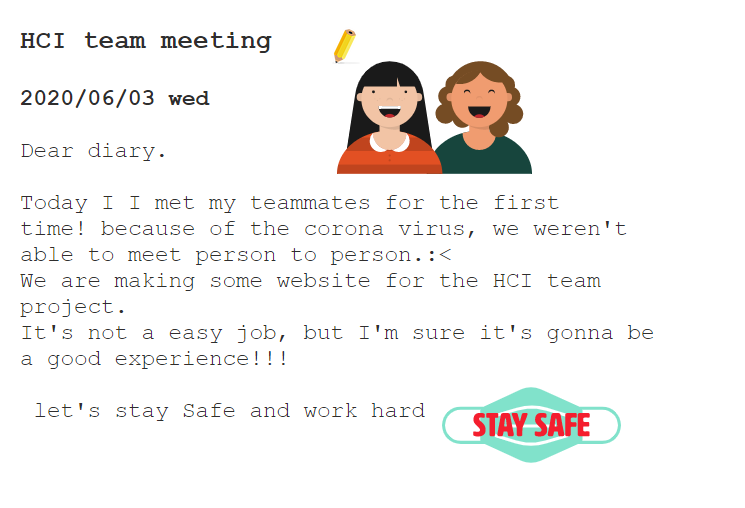 HCI team meeting
2020/06/03 wed
Dear diary.
Today I I met my teammates for the first
time! because of the corona virus, we weren't
able to meet person to person.:<
We are making some website for the HCI team
project.
It's not a easy job, but I'm sure it's gonna be
a good experience!!!
let's stay Safe and work hard
STAY SAFE